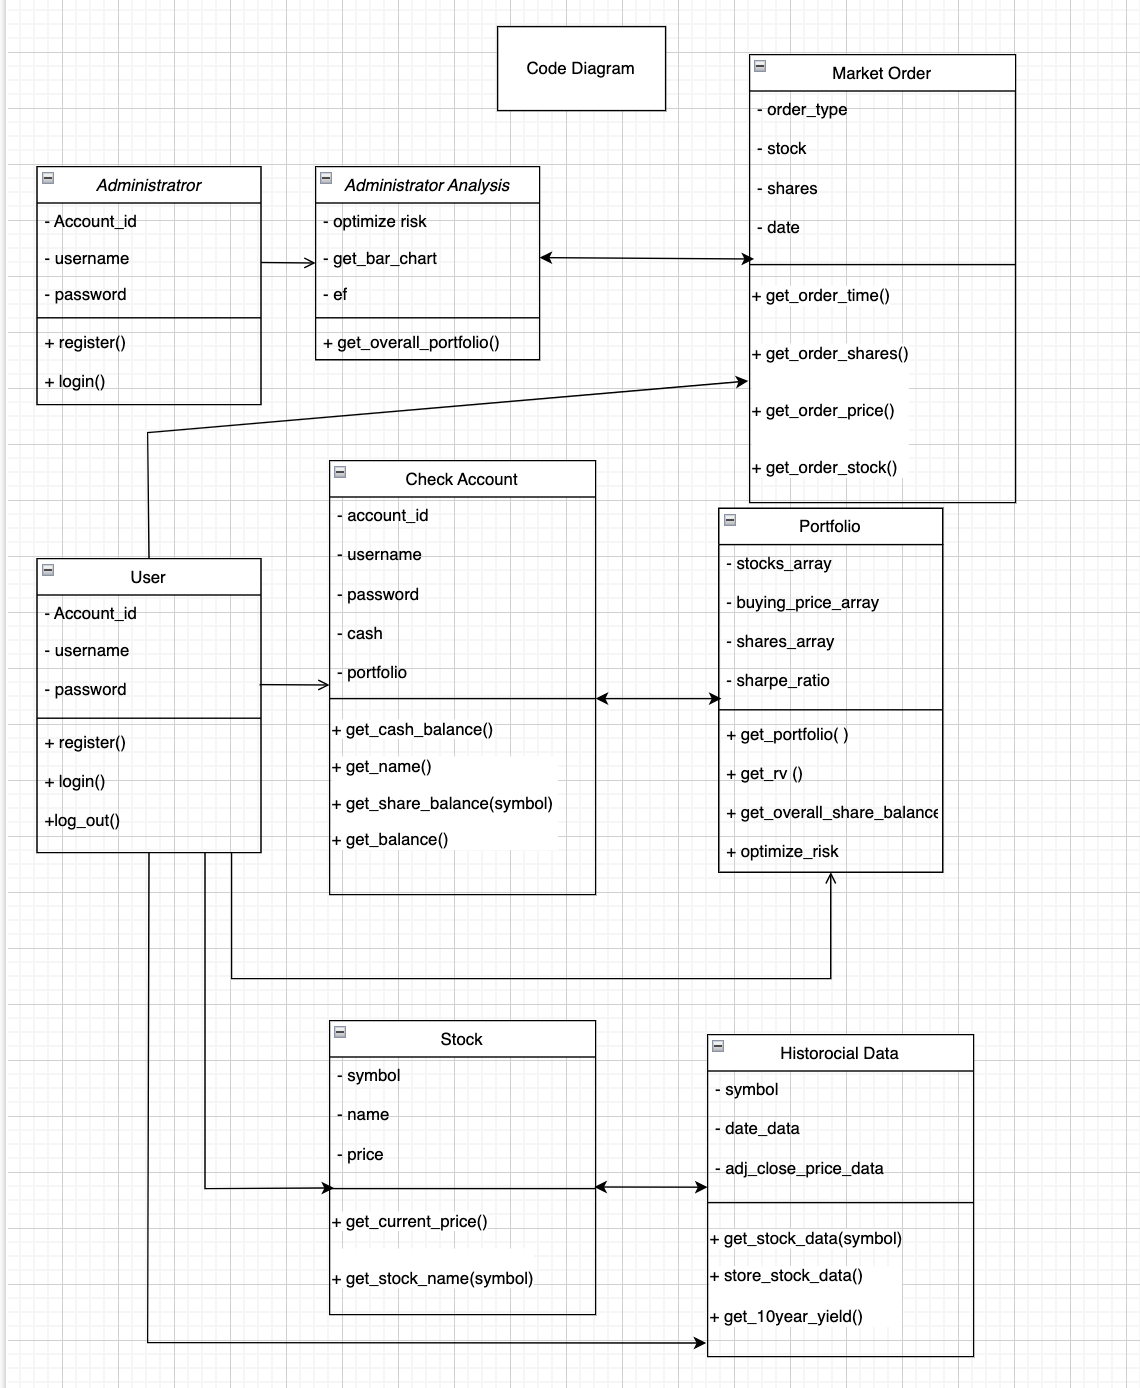 Code Diagram
Market Order
- order_type
- stock
- shares
- date
+ get_order_time()
+ get_order_shares()
+ get_order_price()
+ get_order_stock()
Administratror
- Account_id
- username
- password
+ register()
+ login()
Administrator Analysis
- optimize risk
- get_bar_chart
- ef
+ get_overall_portfolio()
Check Account
- account_id
- username
- password
- cash
- portfolio
+ get_cash_balance()
+ get_name()
+ get_share_balance(symbol)
+ get_balance()
Portfolio
- stocks_array
- buying_price_array
- shares_array
- sharpe_ratio
+ get_portfolio( )
+ get_rv ()
+ get_overall_share_balance
+ optimize_risk
User
- Account_id
- username
- password
+ register()
+ login()
+log_out()
Stock
- symbol
- name
- price
+ get_current_price()
+ get_stock_name(symbol)
Historocial Data
- symbol
- date_data
- adj_close_price_data
+ get_stock_data(symbol)
+ store_stock_data()
+ get_10year_yield()